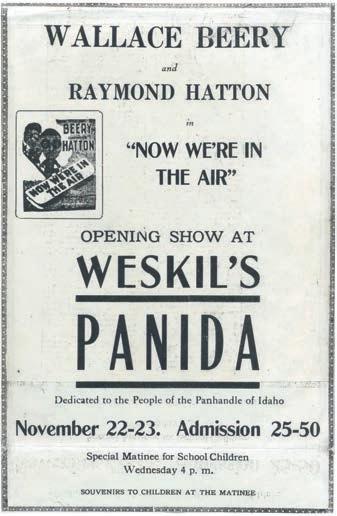 WALLACE BEERY
and
RAYMOND HATTON
in
BEERY
HATTON
NOW WE'RE IN
THE AIR
"NOW WE'RE IN
THE AIR"
OPENING SHOW AT
WESKIL'S
PANIDA
Dedicated to the People of the Panhandle of Idaho
November 22-23. Admission 25-50
Special Matinee for School Children
Wednesday 4 p. m.
SOUVENIRS TO CHILDREN AT THE MATINEE